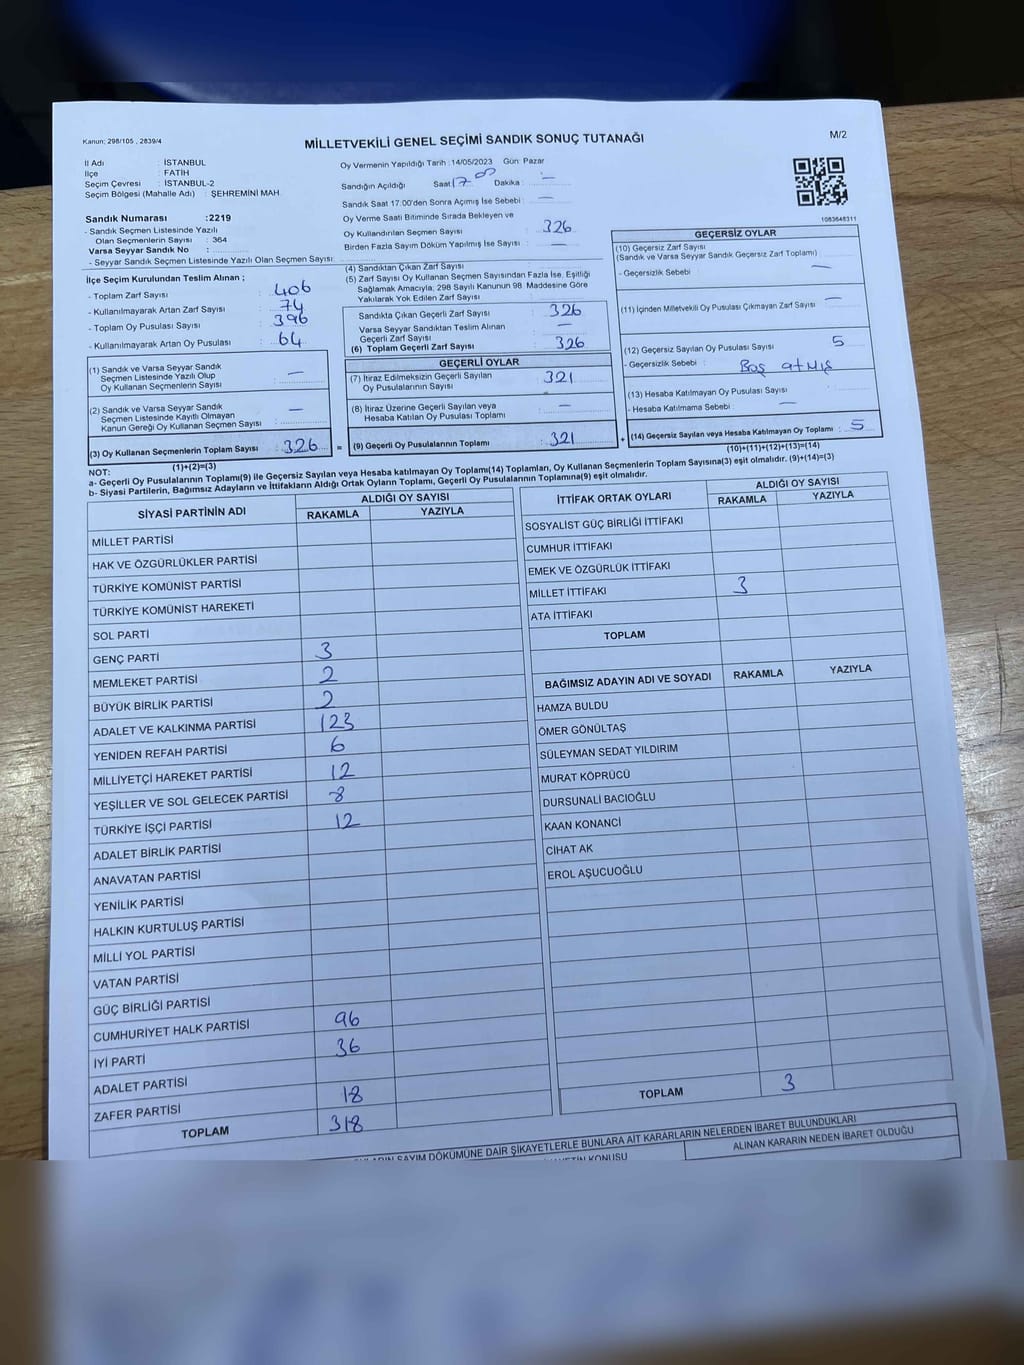 Kanun: 298/105 , 2839/4
MİLLETVEKİLİ GENEL SEÇİMİ SANDIK SONUÇ TUTANAĞI
M/2
İl Adı : İSTANBUL
İlçe : FATİH
Seçim Çevresi : İSTANBUL-2
Seçim Bölgesi (Mahalle Adı) : ŞEHREMİNİ MAH.
Sandık Numarası :2219
- Sandık Seçmen Listesinde Yazılı
Olan Seçmenlerin Sayısı : 364
Varsa Seyyar Sandık No :
- Seyyar Sandık Seçmen Listesinde Yazılı Olan Seçmen Sayısı:
Oy Vermenin Yapıldığı Tarih : 14/05/2023 Gün: Pazar
Sandığın Açıldığı Saat 17.00 Dakika : —
Sandık Saat 17.00'den Sonra Açılmış İse Sebebi : —
Oy Verme Saati Bitiminde Sırada Bekleyen ve
Oy Kullandırılan Seçmen Sayısı : 326
Birden Fazla Sayım Döküm Yapılmış İse Sayısı : —
1083648311
İlçe Seçim Kurulundan Teslim Alınan ;
- Toplam Zarf Sayısı : 406
- Kullanılmayarak Artan Zarf Sayısı : 74
- Toplam Oy Pusulası Sayısı : 396
- Kullanılmayarak Artan Oy Pusulası : 64
(1) Sandık ve Varsa Seyyar Sandık
Seçmen Listesinde Yazılı Olup
Oy Kullanan Seçmenlerin Sayısı : —
(2) Sandık ve Varsa Seyyar Sandık
Seçmen Listesinde Kayıtlı Olmayan
Kanun Gereği Oy Kullanan Seçmen Sayısı : —
(3) Oy Kullanan Seçmenlerin Toplam Sayısı : 326
(1)+(2)=(3)
(4) Sandıktan Çıkan Zarf Sayısı
(5) Zarf Sayısı Oy Kullanan Seçmen Sayısından Fazla İse, Eşitliği
Sağlamak Amacıyla; 298 Sayılı Kanunun 98. Maddesine Göre
Yakılarak Yok Edilen Zarf Sayısı :
Sandıkta Çıkan Geçerli Zarf Sayısı : 326
Varsa Seyyar Sandıktan Teslim Alınan
Geçerli Zarf Sayısı : —
(6) Toplam Geçerli Zarf Sayısı : 326
GEÇERLİ OYLAR
(7) İtiraz Edilmeksizin Geçerli Sayılan
Oy Pusulalarının Sayısı : 321
(8) İtiraz Üzerine Geçerli Sayılan veya
Hesaba Katılan Oy Pusulası Toplamı : —
= (9) Geçerli Oy Pusulalarının Toplamı : 321
GEÇERSİZ OYLAR
(10) Geçersiz Zarf Sayısı
(Sandık ve Varsa Seyyar Sandık Geçersiz Zarf Toplamı) :
- Geçersizlik Sebebi : —
(11) İçinden Milletvekili Oy Pusulası Çıkmayan Zarf Sayısı : —
(12) Geçersiz Sayılan Oy Pusulası Sayısı : 5
- Geçersizlik Sebebi : Boş atmış
(13) Hesaba Katılmayan Oy Pusulası Sayısı :
- Hesaba Katılmama Sebebi : —
+ (14) Geçersiz Sayılan veya Hesaba Katılmayan Oy Toplamı : 5
(10)+(11)+(12)+(13)=(14)
NOT:
a- Geçerli Oy Pusulalarının Toplamı(9) ile Geçersiz Sayılan veya Hesaba katılmayan Oy Toplamı(14) Toplamları, Oy Kullanan Seçmenlerin Toplam Sayısına(3) eşit olmalıdır. (9)+(14)=(3)
b- Siyasi Partilerin, Bağımsız Adayların ve İttifakların Aldığı Ortak Oyların Toplamı, Geçerli Oy Pusulalarının Toplamına(9) eşit olmalıdır.
SİYASİ PARTİNİN ADI ALDIĞI OY SAYISI
RAKAMLA YAZIYLA
MİLLET PARTİSİ
HAK VE ÖZGÜRLÜKLER PARTİSİ
TÜRKİYE KOMÜNİST PARTİSİ
TÜRKİYE KOMÜNİST HAREKETİ
SOL PARTİ
GENÇ PARTİ 3
MEMLEKET PARTİSİ 2
BÜYÜK BİRLİK PARTİSİ 2
ADALET VE KALKINMA PARTİSİ 123
YENİDEN REFAH PARTİSİ 6
MİLLİYETÇİ HAREKET PARTİSİ 12
YEŞİLLER VE SOL GELECEK PARTİSİ 8
TÜRKİYE İŞÇİ PARTİSİ 12
ADALET BİRLİK PARTİSİ
ANAVATAN PARTİSİ
YENİLİK PARTİSİ
HALKIN KURTULUŞ PARTİSİ
MİLLİ YOL PARTİSİ
VATAN PARTİSİ
GÜÇ BİRLİĞİ PARTİSİ
CUMHURİYET HALK PARTİSİ 96
İYİ PARTİ 36
ADALET PARTİSİ
ZAFER PARTİSİ 18
TOPLAM 318
İTTİFAK ORTAK OYLARI ALDIĞI OY SAYISI
RAKAMLA YAZIYLA
SOSYALİST GÜÇ BİRLİĞİ İTTİFAKI
CUMHUR İTTİFAKI
EMEK VE ÖZGÜRLÜK İTTİFAKI
MİLLET İTTİFAKI 3
ATA İTTİFAKI
TOPLAM
BAĞIMSIZ ADAYIN ADI VE SOYADI RAKAMLA YAZIYLA
HAMZA BULDU
ÖMER GÖNÜLTAŞ
SÜLEYMAN SEDAT YILDIRIM
MURAT KÖPRÜCÜ
DURSUNALİ BACIOĞLU
KAAN KONANCİ
CİHAT AK
EROL AŞUCUOĞLU
TOPLAM 3
SAYIM DÖKÜMÜNE DAİR ŞİKAYETLERLE BUNLARA AİT KARARLARIN NELERDEN İBARET BULUNDUKLARI
KONUSU
ALINAN KARARIN NEDEN İBARET OLDUĞU